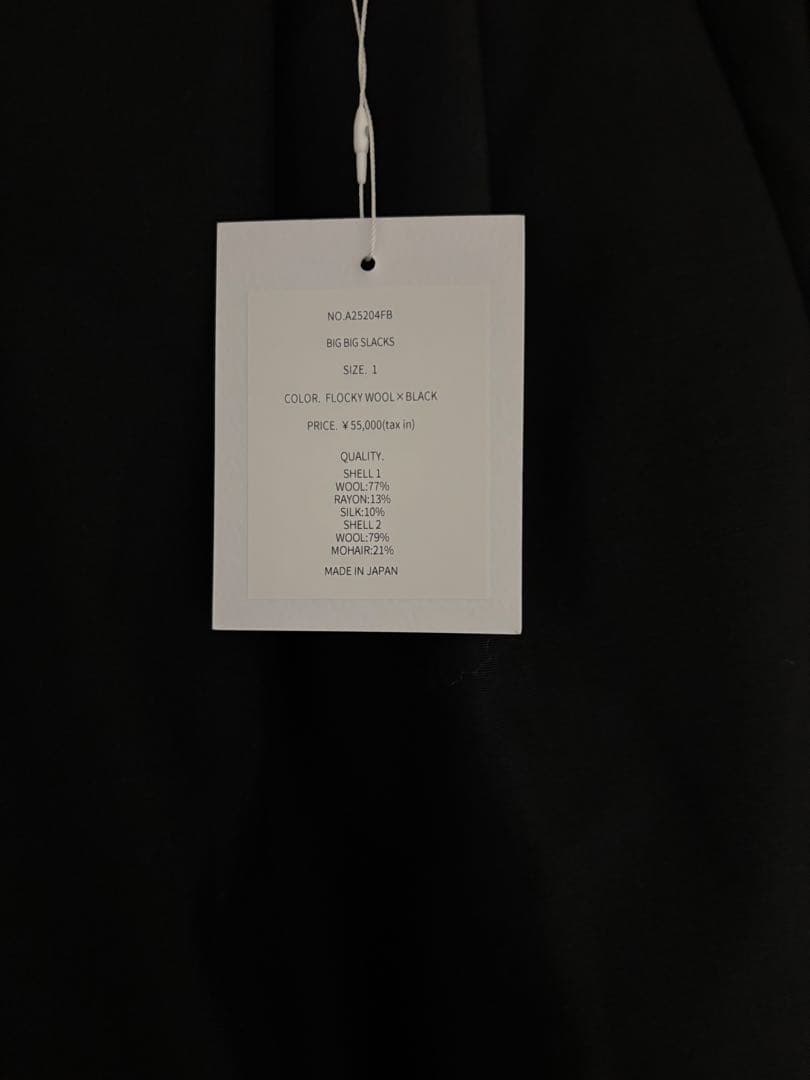 NO.A25204FB
BIG BIG SLACKS
SIZE. 1
COLOR. FLOCKY WOOL×BLACK
PRICE. ¥55,000(tax in)
QUALITY.
SHELL 1
WOOL:77%
RAYON:13%
SILK:10%
SHELL 2
WOOL:79%
MOHAIR:21%
MADE IN JAPAN